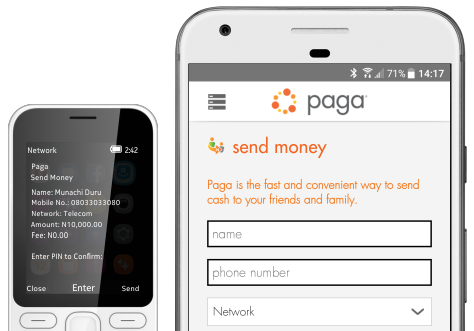 Network 2:42
Paga
Send Money
Name: Munachi Duru
Mobile No.: 08033033080
Network: Telecom
Amount: N10,000.00
Fee: N0.00
Enter PIN to Confirm:
Close Enter Send
71% 14:17
paga
send money
Paga is the fast and convenient way to send
cash to your friends and family.
name
phone number
Network